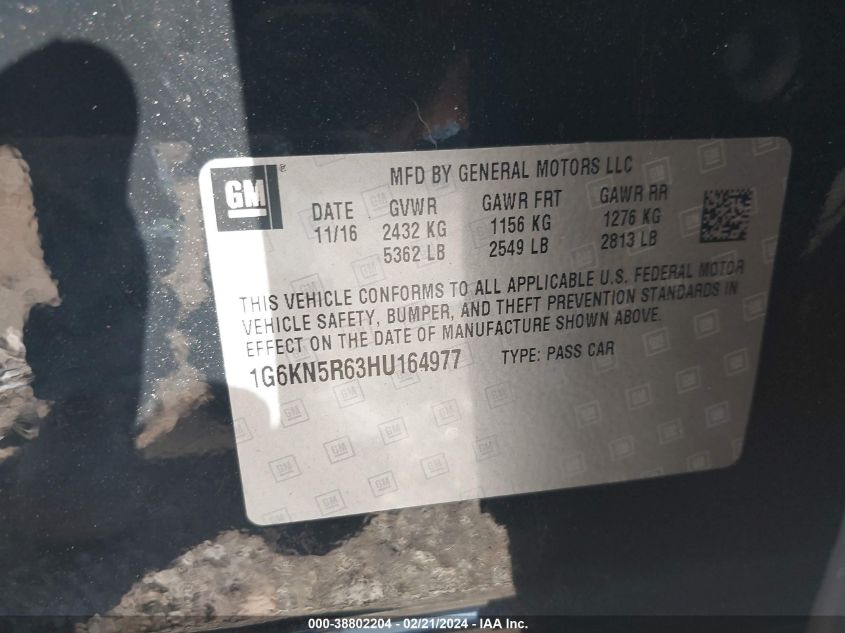 GM®
MFD BY GENERAL MOTORS LLC
DATE GVWR GAWR FRT GAWR RR
11/16 2432 KG 1156 KG 1276 KG
5362 LB 2549 LB 2813 LB
THIS VEHICLE CONFORMS TO ALL APPLICABLE U.S. FEDERAL MOTOR
VEHICLE SAFETY, BUMPER, AND THEFT PREVENTION STANDARDS IN
EFFECT ON THE DATE OF MANUFACTURE SHOWN ABOVE.
1G6KN5R63HU164977 TYPE: PASS CAR
000-38802204 - 02/21/2024 - IAA Inc.